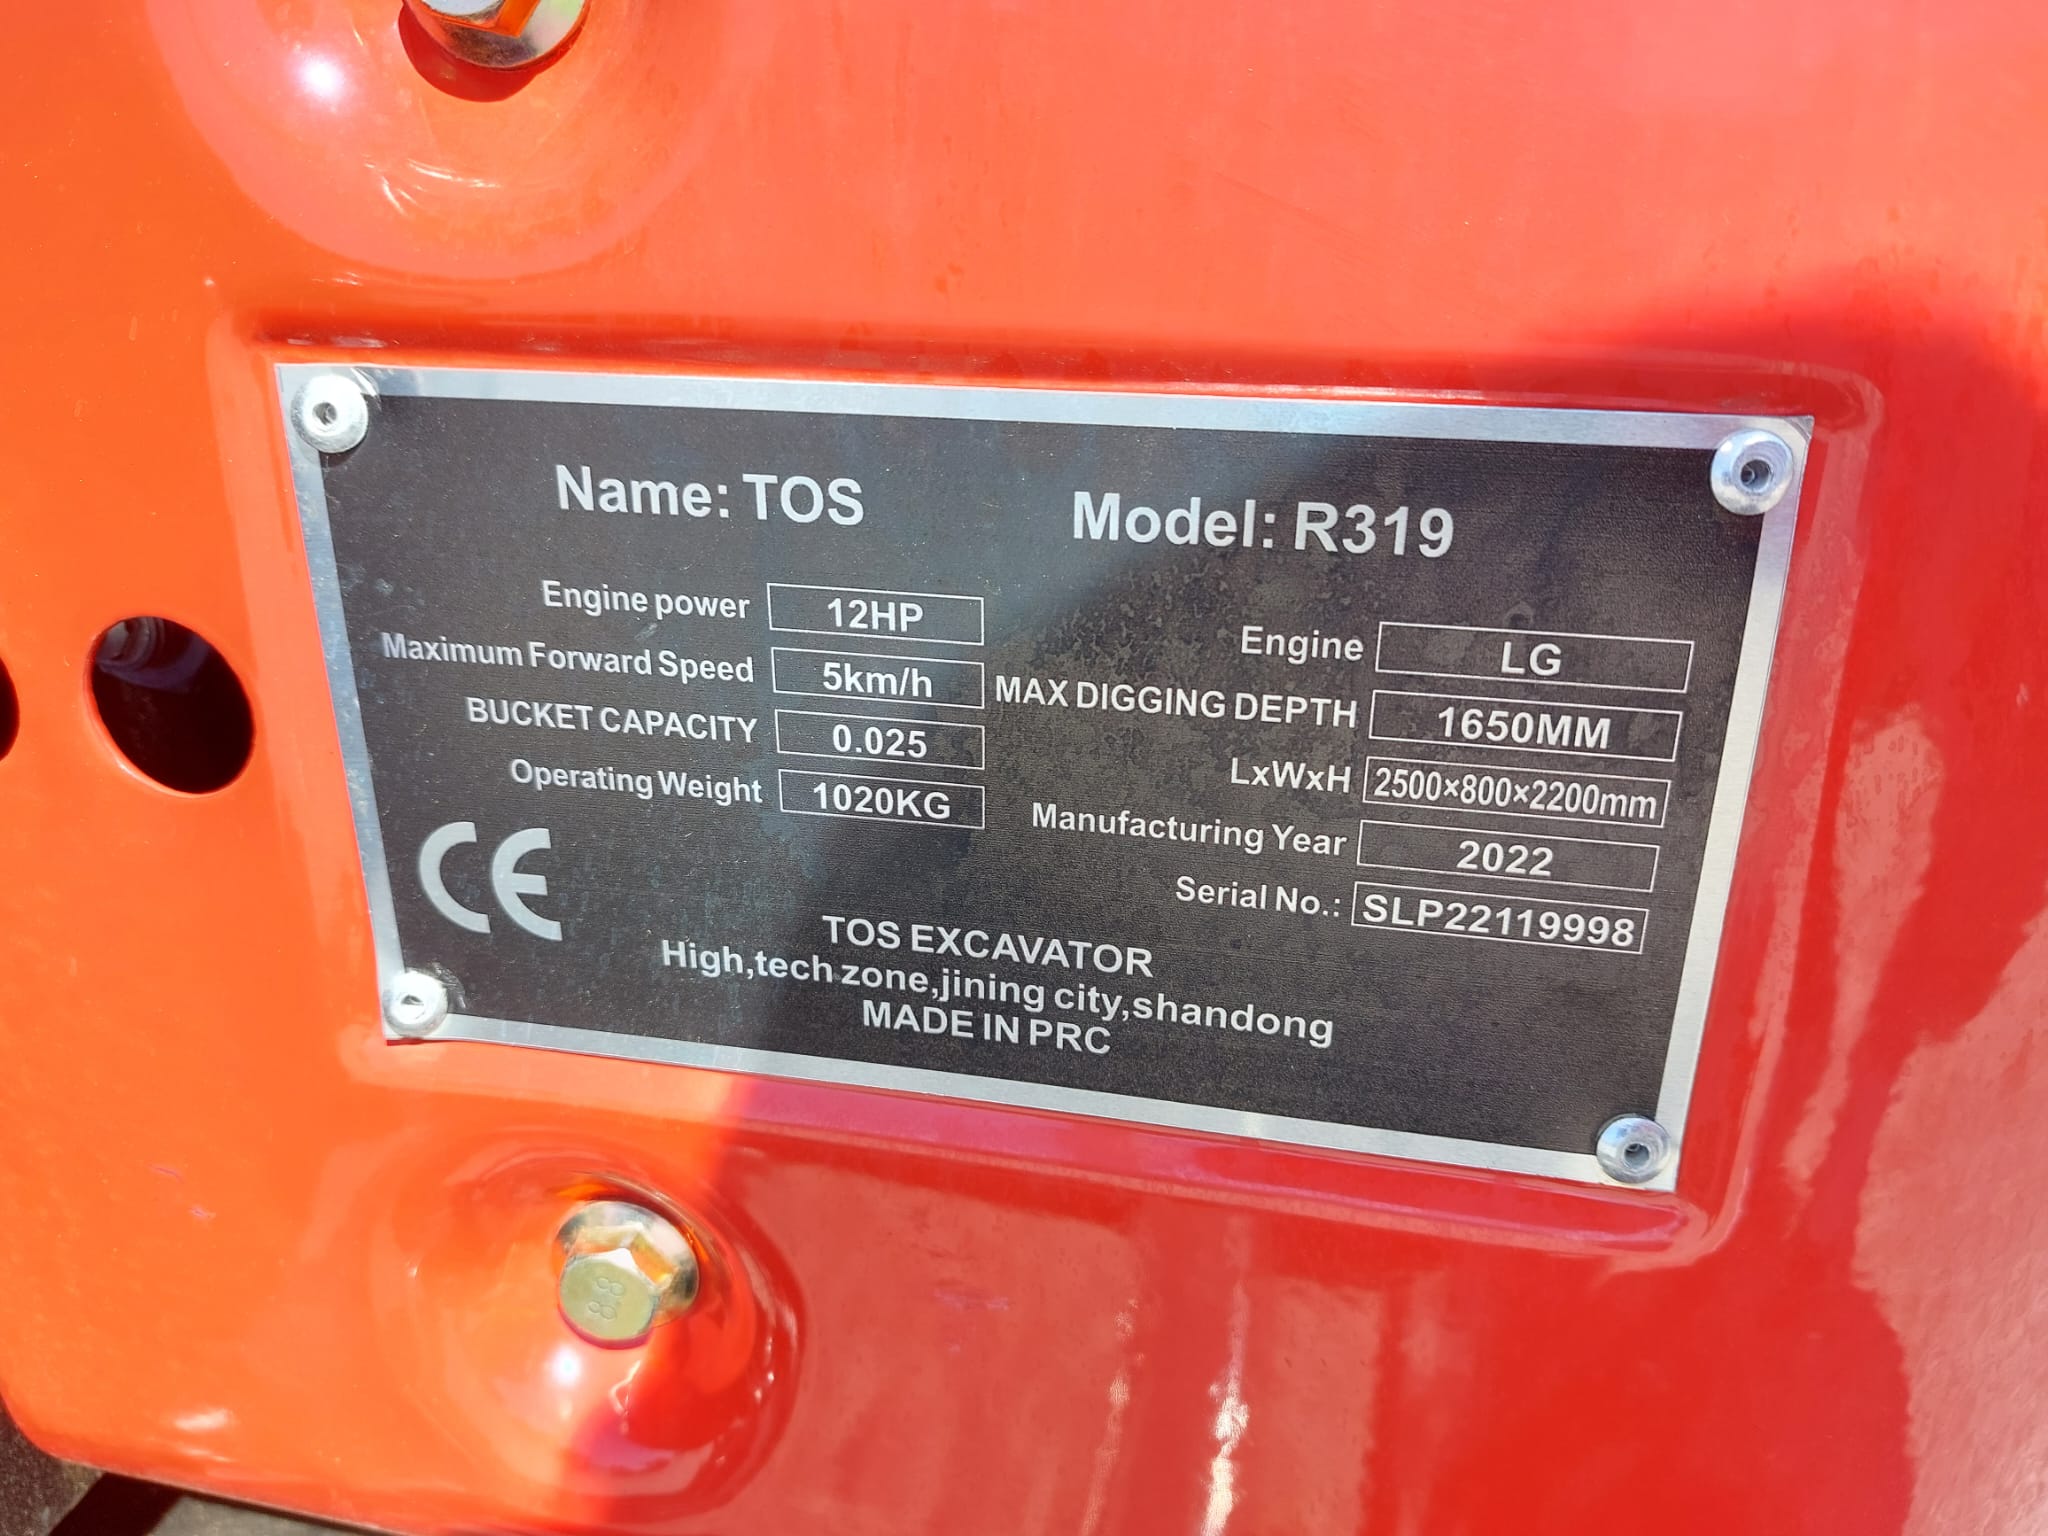 Name: TOS
Model: R319
Engine power 12HP
Maximum Forward Speed 5km/h
BUCKET CAPACITY 0.025
Operating Weight 1020KG
Engine LG
MAX DIGGING DEPTH 1650MM
LxWxH 2500×800×2200mm
Manufacturing Year 2022
Serial No.: SLP22119998
CE
TOS EXCAVATOR
High,tech zone,jining city,shandong
MADE IN PRC
8.8